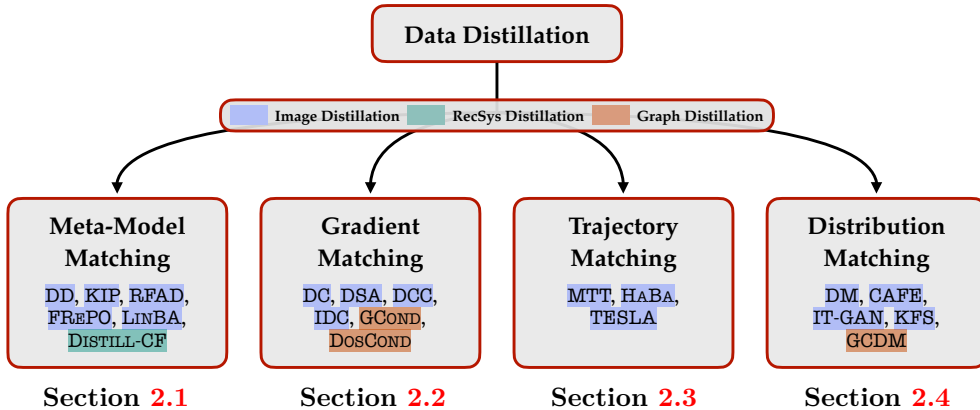 Data Distillation
Image Distillation RecSys Distillation Graph Distillation
Meta-Model
Matching
DD, KIP, RFAD,
FREPO, LINBA,
DISTILL-CF
Section 2.1
Gradient
Matching
DC, DSA, DCC,
IDC, GCOND,
DOSCOND
Section 2.2
Trajectory
Matching
MTT, HABA,
TESLA
Section 2.3
Distribution
Matching
DM, CAFE,
IT-GAN, KFS,
GCDM
Section 2.4